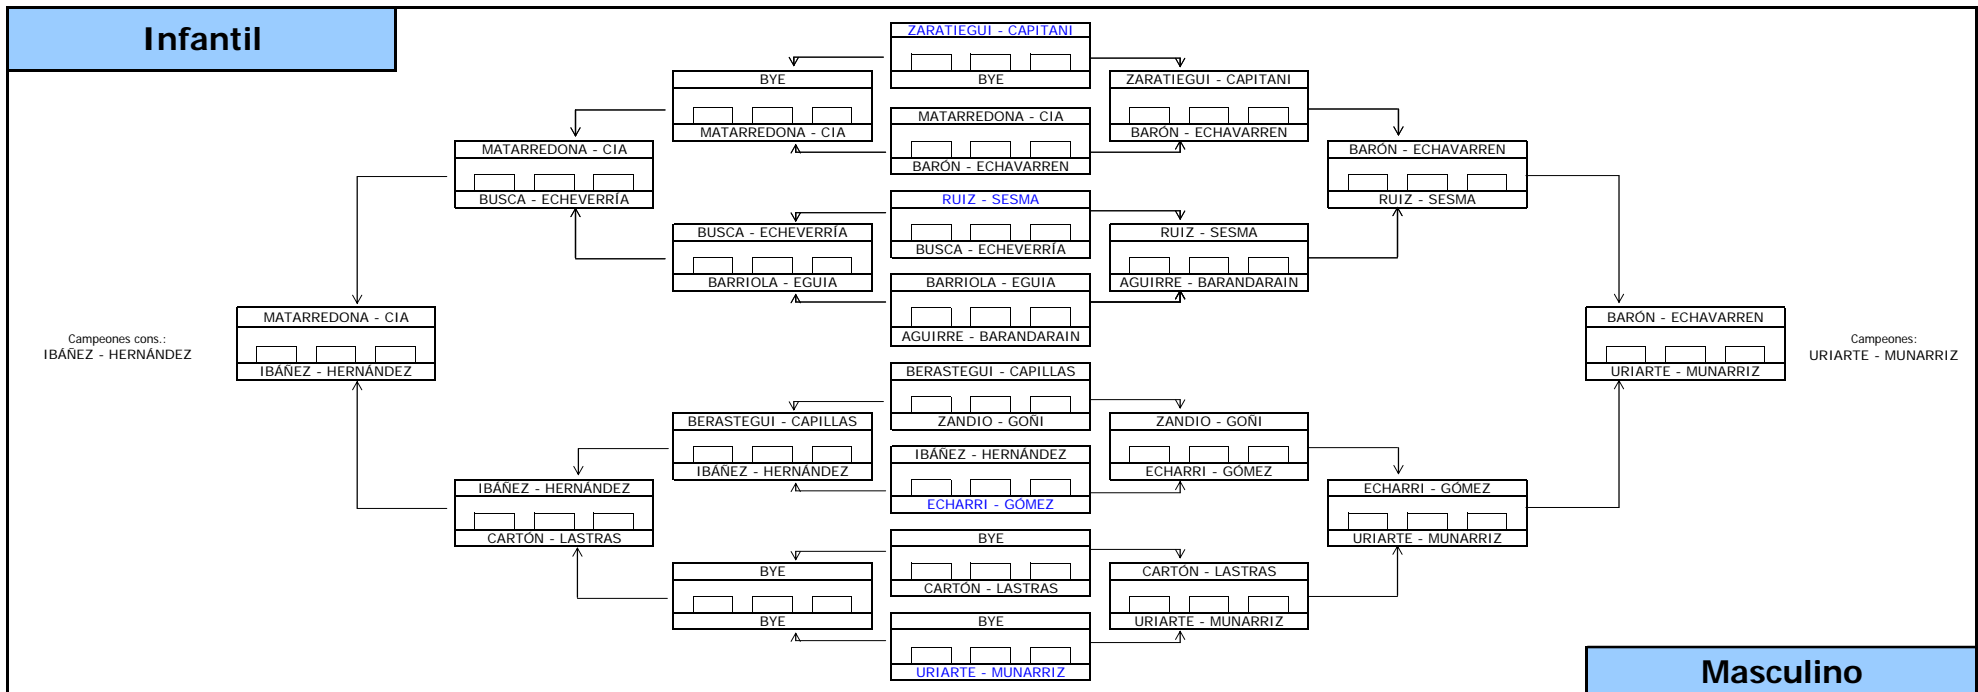 Infantil
ZARATIEGUI - CAPITANI
BYE
BYE
ZARATIEGUI - CAPITANI
MATARREDONA - CIA
MATARREDONA - CIA
BARÓN - ECHAVARREN
MATARREDONA - CIA
BARÓN - ECHAVARREN
BARÓN - ECHAVARREN
BUSCA - ECHEVERRÍA
RUIZ - SESMA
RUIZ - SESMA
BUSCA - ECHEVERRÍA
RUIZ - SESMA
BUSCA - ECHEVERRÍA
BARRIOLA - EGUIA
BARRIOLA - EGUIA
AGUIRRE - BARANDARAIN
MATARREDONA - CIA
BARÓN - ECHAVARREN
AGUIRRE - BARANDARAIN
Campeones cons.:
IBÁÑEZ - HERNÁNDEZ
Campeones:
URIARTE - MUNARRIZ
IBÁÑEZ - HERNÁNDEZ
BERASTEGUI - CAPILLAS
URIARTE - MUNARRIZ
BERASTEGUI - CAPILLAS
ZANDIO - GOÑI
ZANDIO - GOÑI
IBÁÑEZ - HERNÁNDEZ
IBÁÑEZ - HERNÁNDEZ
ECHARRI - GÓMEZ
IBÁÑEZ - HERNÁNDEZ
ECHARRI - GÓMEZ
ECHARRI - GÓMEZ
CARTÓN - LASTRAS
BYE
URIARTE - MUNARRIZ
BYE
CARTÓN - LASTRAS
CARTÓN - LASTRAS
BYE
BYE
URIARTE - MUNARRIZ
URIARTE - MUNARRIZ
Masculino